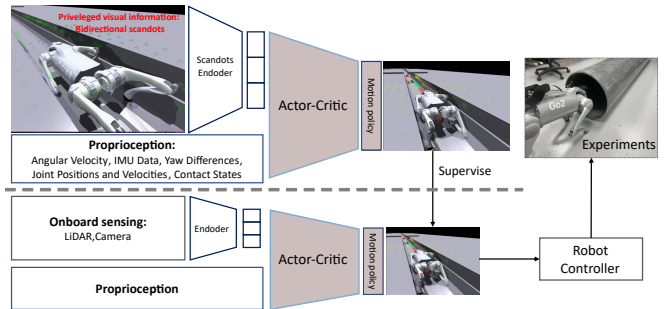 Priveleged visual information:
Bidirectional scandots
Scandots
Endoder
Actor-Critic
Motion policy
Proprioception:
Angular Velocity, IMU Data, Yaw Differences,
Joint Positions and Velocities, Contact States
Supervise
Go2
Experiments
Onboard sensing:
LiDAR,Camera
Endoder
Actor-Critic
Motion policy
Proprioception
Robot
Controller